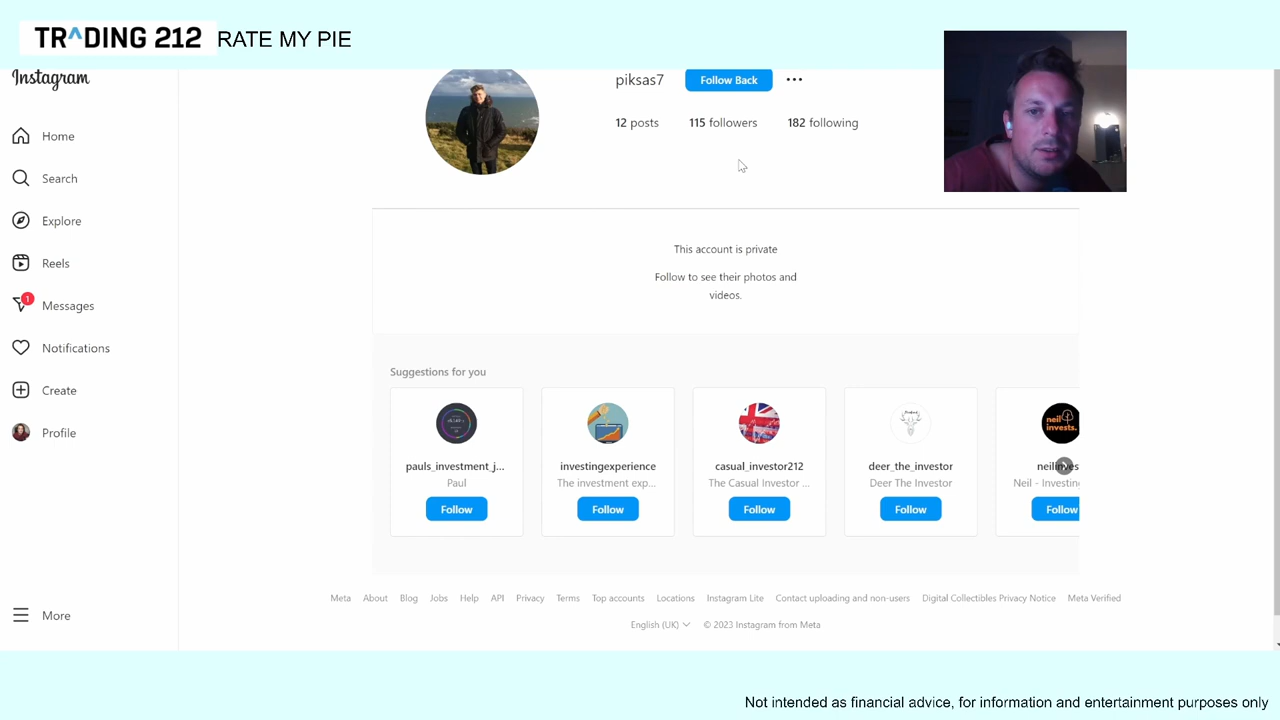 TRADING 212 RATE MY PIE
Instagram
piksas7
Follow Back
12 posts
115 followers
182 following
Home
Search
Explore
Reels
1
Messages
Notifications
Create
Profile
More
This account is private
Follow to see their photos and
videos.
Suggestions for you
pauls_investment_j...
Paul
Follow
investingexperience
The investment exp...
Follow
casual_investor212
The Casual Investor ...
Follow
deer_the_investor
Deer The Investor
Follow
neil
invests.
Neil - Investing
Follow
Meta About Blog Jobs Help API Privacy Terms Top accounts Locations Instagram Lite Contact uploading and non-users Digital Collectibles Privacy Notice Meta Verified
English (UK) © 2023 Instagram from Meta
Not intended as financial advice, for information and entertainment purposes only